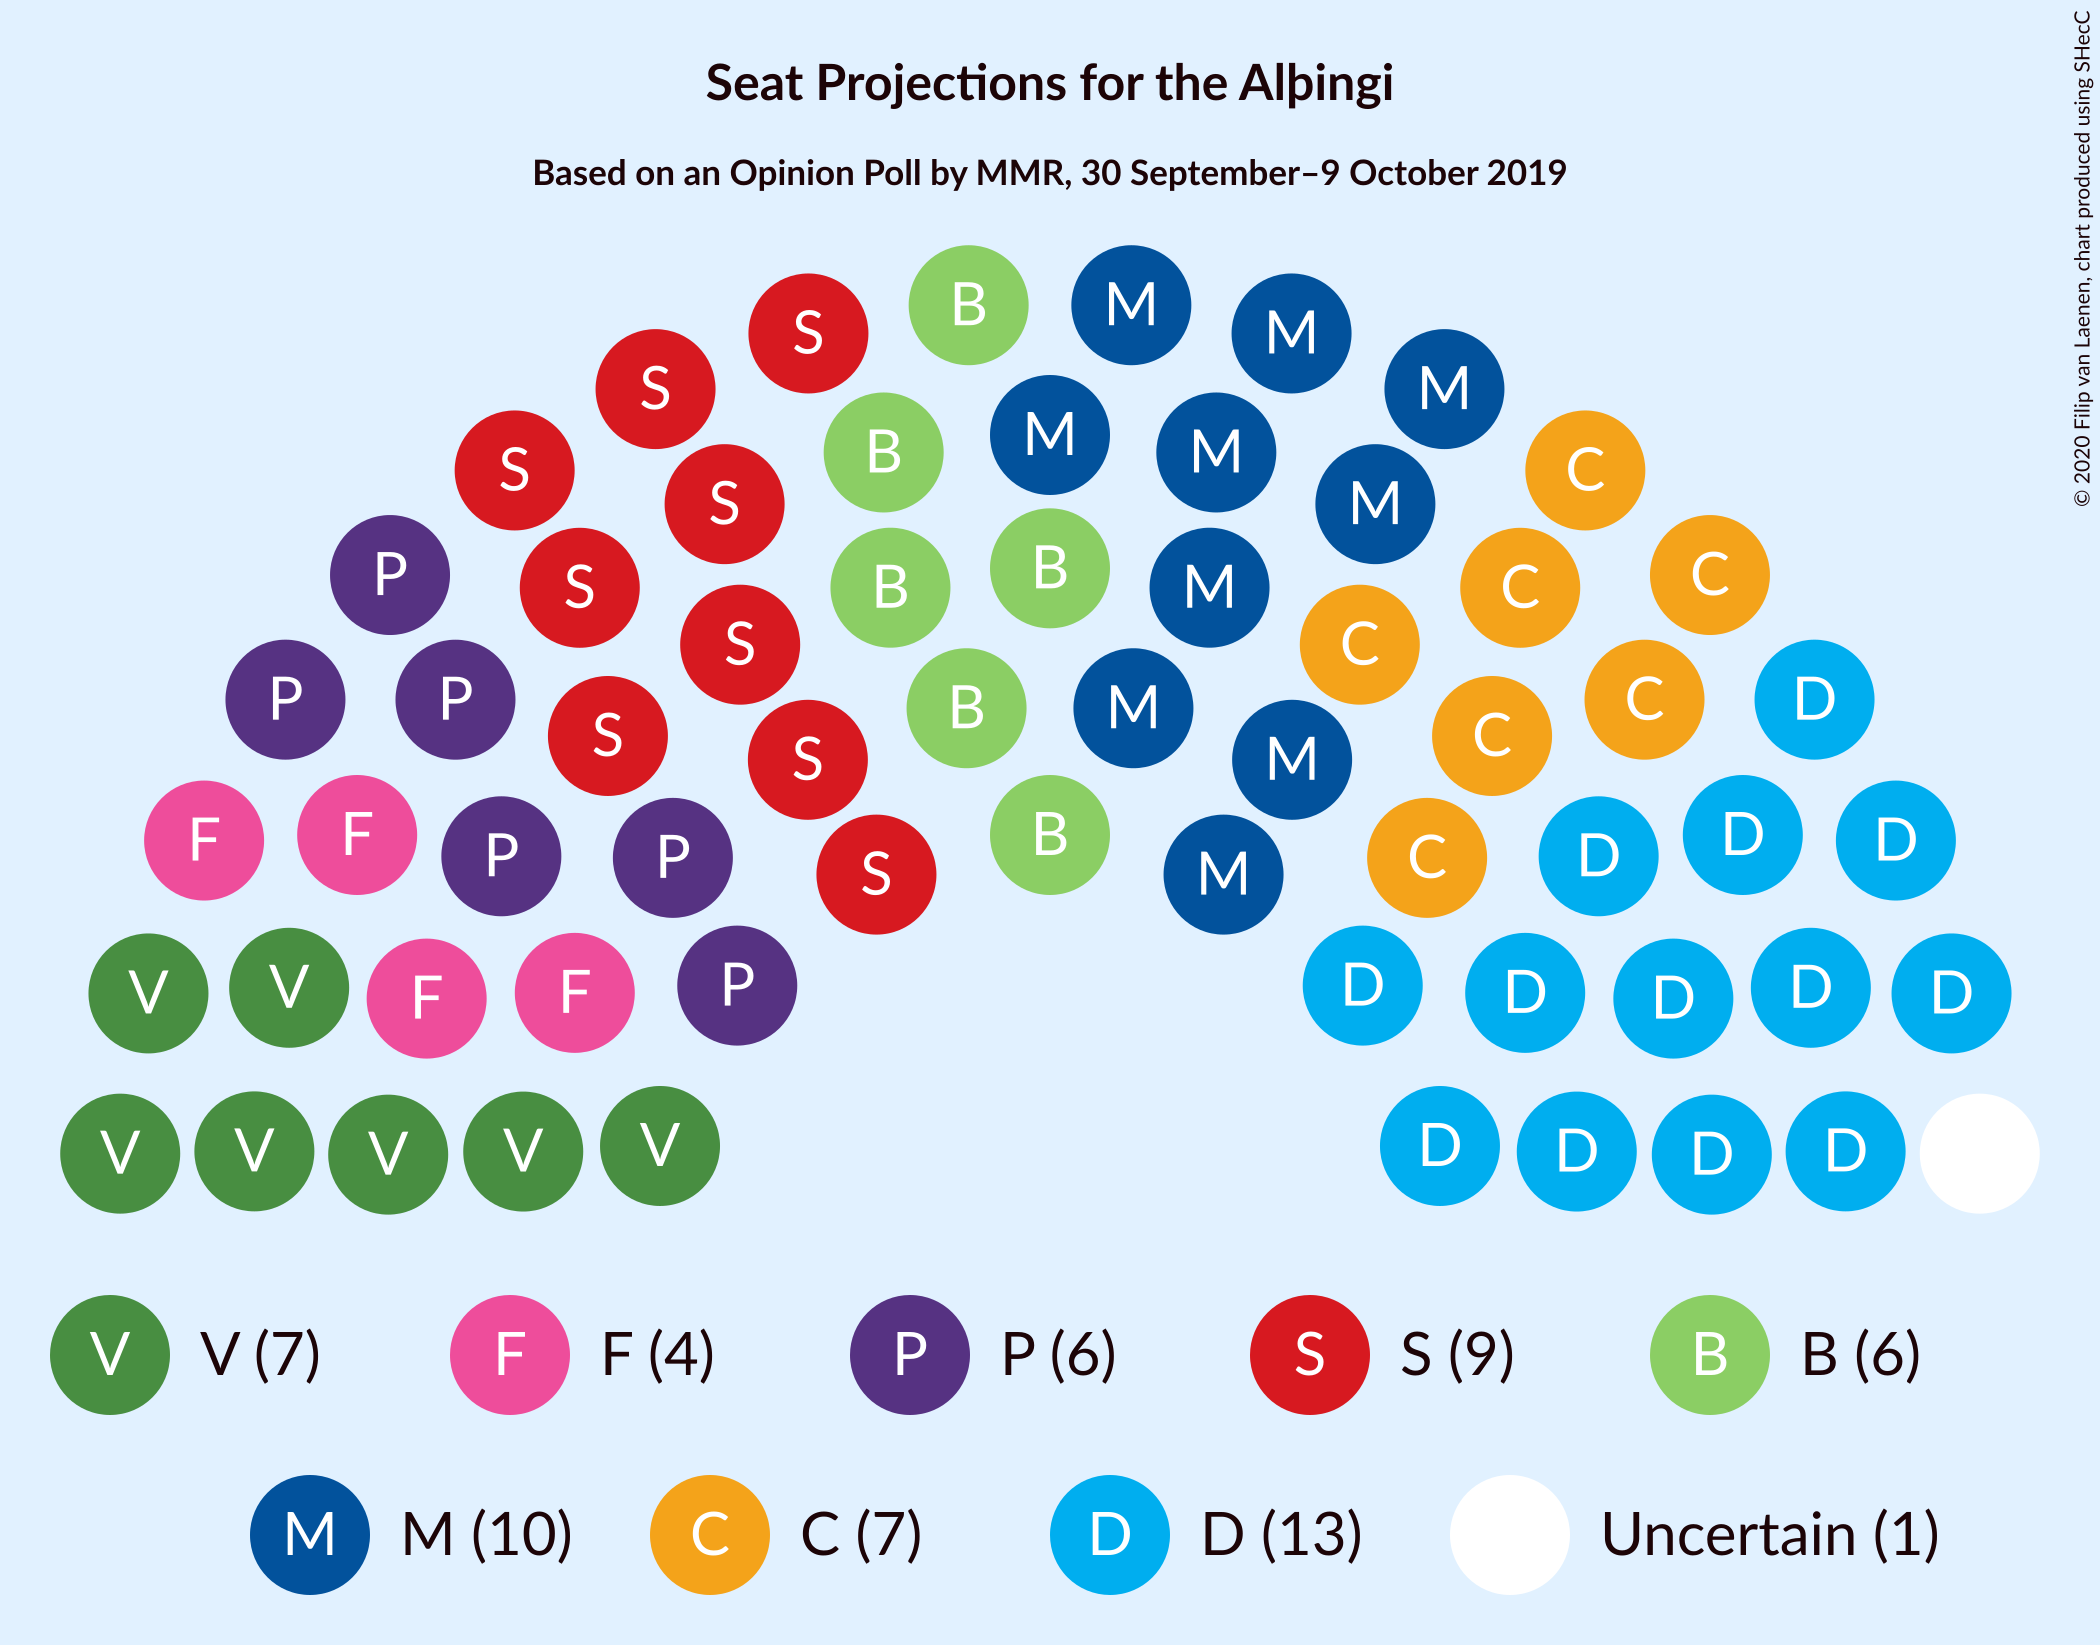 Seat Projections for the Alþingi
Based on an Opinion Poll by MMR, 30 September–9 October 2019
© 2020 Filip van Laenen, chart produced using SHecC
S B M M
S M
S B M M C
S M
P S B B M C C
S C
P P S B M C C D
S M
F F P P S B M C D D D
V V F F P D D D D D
V V V V V D D D D
V V (7) F F (4) P P (6) S S (9) B B (6)
M M (10) C C (7) D D (13) Uncertain (1)